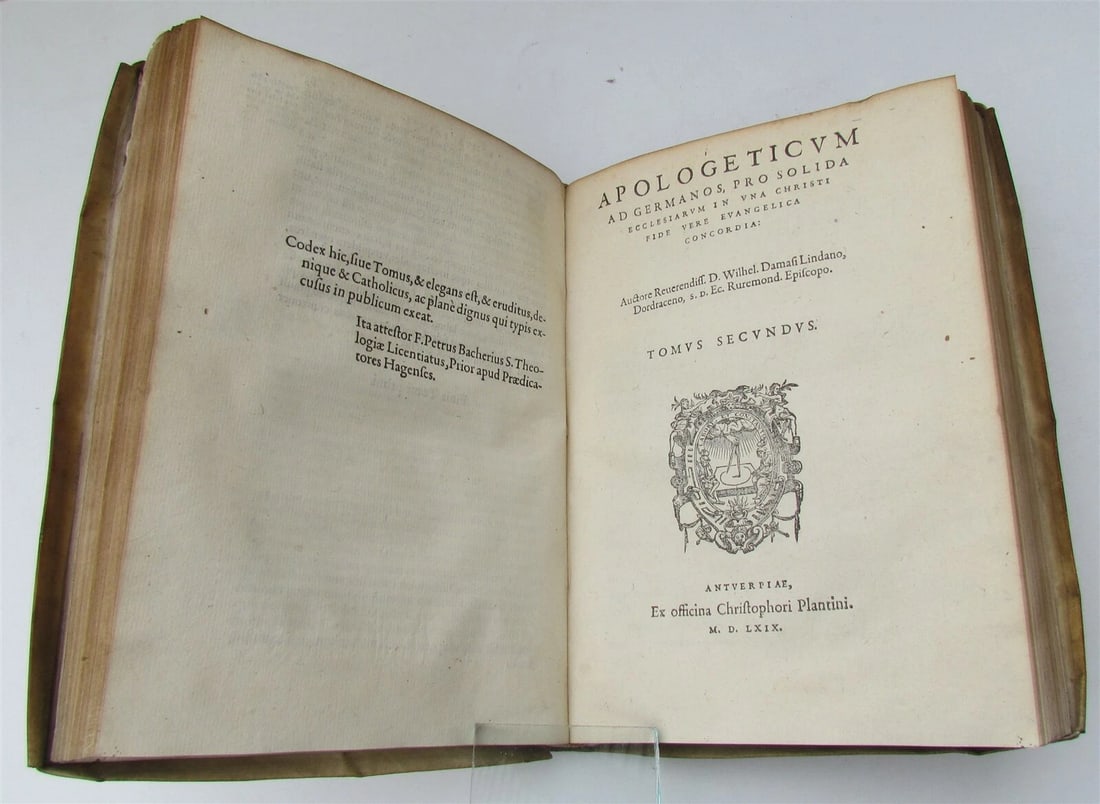 Codex hic, ſiue Tomus, & elegans eſt, & eruditus, de-
nique & Catholicus, ac planè dignus qui typis ex-
cuſus in publicum exeat.
Ita atteſtor F. Petrus Bacherius S. Theo-
logiæ Licentiatus, Prior apud Prædica-
tores Hagenſes.
APOLOGETICVM
AD GERMANOS, PRO SOLIDA
ECCLESIARVM IN VNA CHRISTI
FIDE VERE EVANGELICA
CONCORDIA:
Auctore Reuerendiſſ. D. Wilhel. Damaſi Lindano,
Dordraceno, S. D. Ec. Ruremond. Epiſcopo.
TOMVS SECVNDVS.
ANTVERPIAE,
Ex officina Chriſtophori Plantini.
M. D. LXIX.